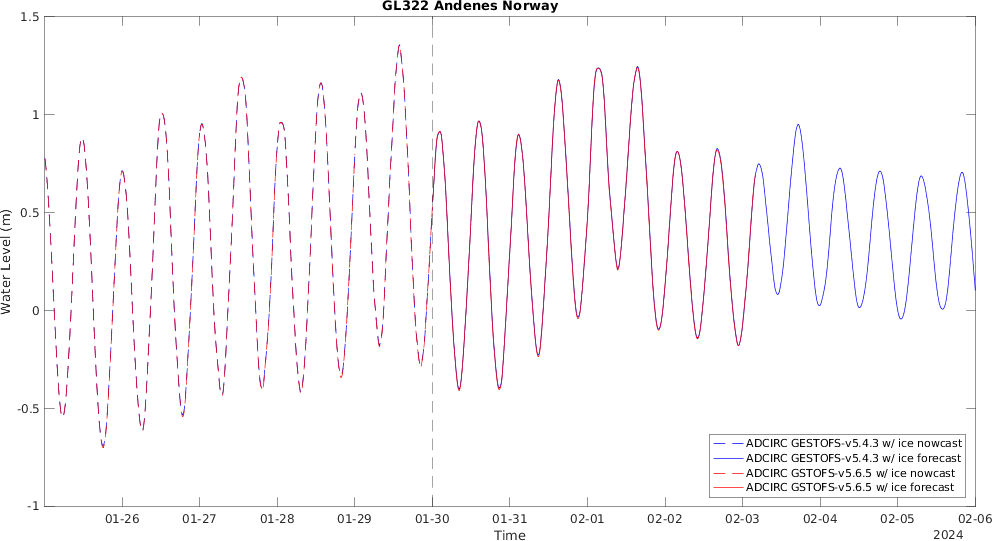 GL322 Andenes Norway
1.5
1
0.5
0
-0.5
-1
Water Level (m)
01-26 01-27 01-28 01-29 01-30 01-31 02-01 02-02 02-03 02-04 02-05 02-06
Time
2024
ADCIRC GESTOFS-v5.4.3 w/ ice nowcast
ADCIRC GESTOFS-v5.4.3 w/ ice forecast
ADCIRC GSTOFS-v5.6.5 w/ ice nowcast
ADCIRC GSTOFS-v5.6.5 w/ ice forecast